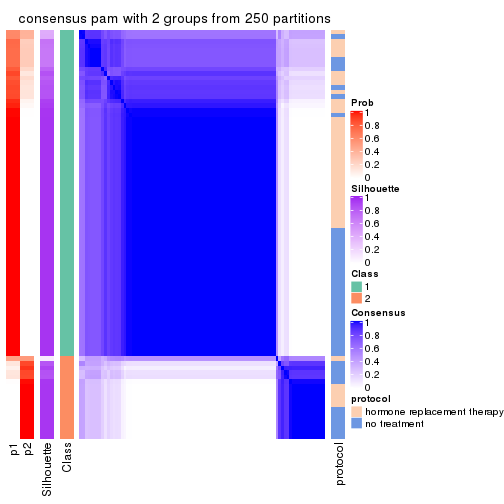 consensus pam with 2 groups from 250 partitions
Prob
1
0.8
0.6
0.4
0.2
0
Silhouette
1
0.8
0.6
0.4
0.2
0
Class
1
2
Consensus
1
0.8
0.6
0.4
0.2
0
protocol
hormone replacement therapy
no treatment
p1
p2
Silhouette
Class
protocol